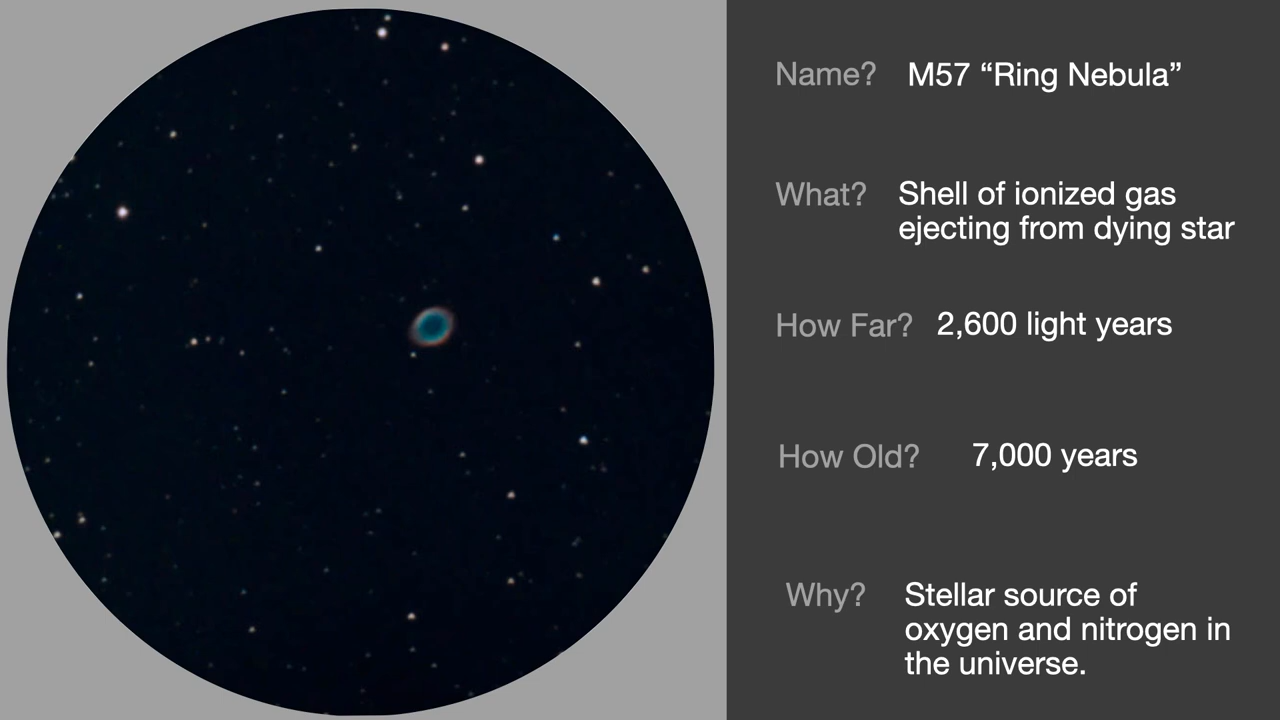 Name? M57 “Ring Nebula”
What? Shell of ionized gas
ejecting from dying star
How Far? 2,600 light years
How Old? 7,000 years
Why? Stellar source of
oxygen and nitrogen in
the universe.